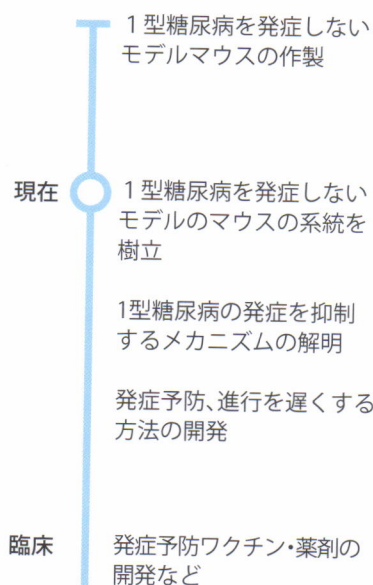 1型糖尿病を発症しない
モデルマウスの作製
現在
1型糖尿病を発症しない
モデルのマウスの系統を
樹立
1型糖尿病の発症を抑制
するメカニズムの解明
発症予防、進行を遅くする
方法の開発
臨床
発症予防ワクチン・薬剤の
開発など